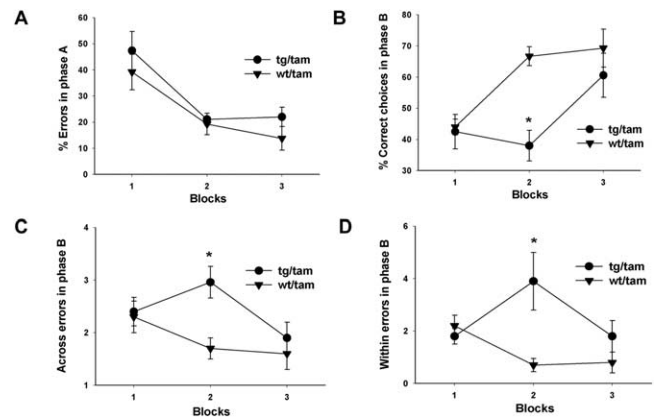 A
% Errors in phase A
60
50
40
30
20
10
0
tg/tam
wt/tam
1 2 3
Blocks
B
% Correct choices in phase B
80
70
60
50
40
30
*
tg/tam
wt/tam
1 2 3
Blocks
C
Across errors in phase B
4
3
2
1
*
tg/tam
wt/tam
1 2 3
Blocks
D
Within errors in phase B
6
4
2
0
*
tg/tam
wt/tam
1 2 3
Blocks